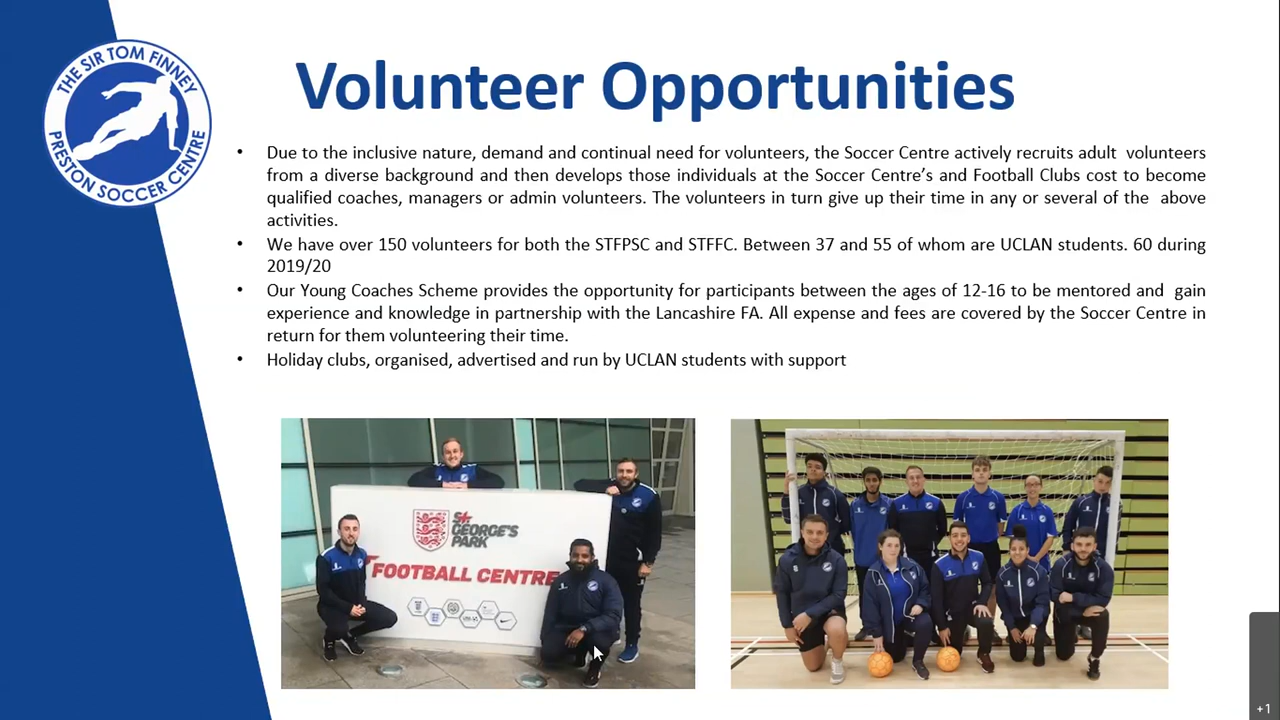 THE SIR TOM FINNEY
PRESTON SOCCER CENTRE
Volunteer Opportunities
• Due to the inclusive nature, demand and continual need for volunteers, the Soccer Centre actively recruits adult volunteers
from a diverse background and then develops those individuals at the Soccer Centre's and Football Clubs cost to become
qualified coaches, managers or admin volunteers. The volunteers in turn give up their time in any or several of the above
activities.
• We have over 150 volunteers for both the STFPSC and STFFC. Between 37 and 55 of whom are UCLAN students. 60 during
2019/20
• Our Young Coaches Scheme provides the opportunity for participants between the ages of 12-16 to be mentored and gain
experience and knowledge in partnership with the Lancashire FA. All expense and fees are covered by the Soccer Centre in
return for them volunteering their time.
• Holiday clubs, organised, advertised and run by UCLAN students with support
ST
GEORGE'S
PARK
FOOTBALL CENTRE
+1